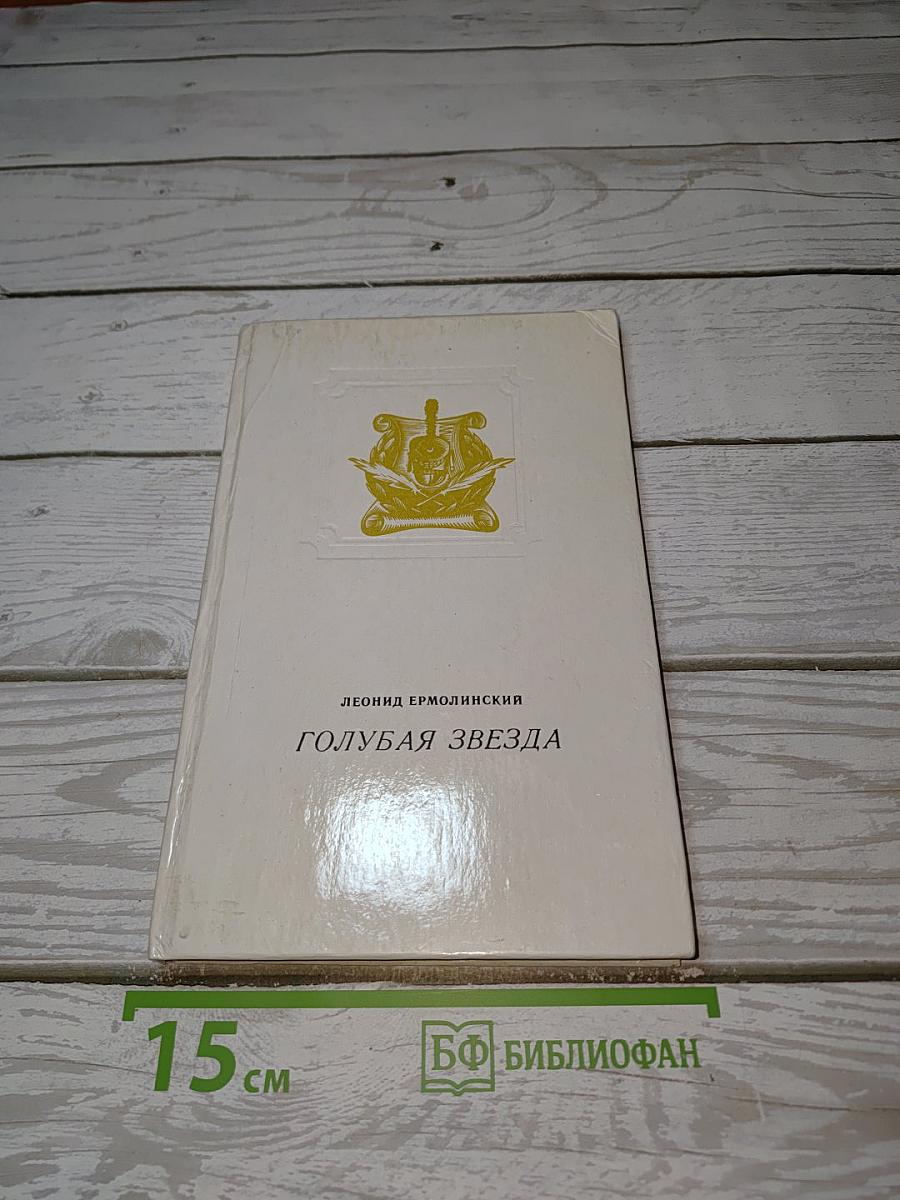 ЛЕОНИД ЕРМОЛИНСКИЙ
ГОЛУБАЯ ЗВЕЗДА
15 см
БФ БИБЛИОФАН